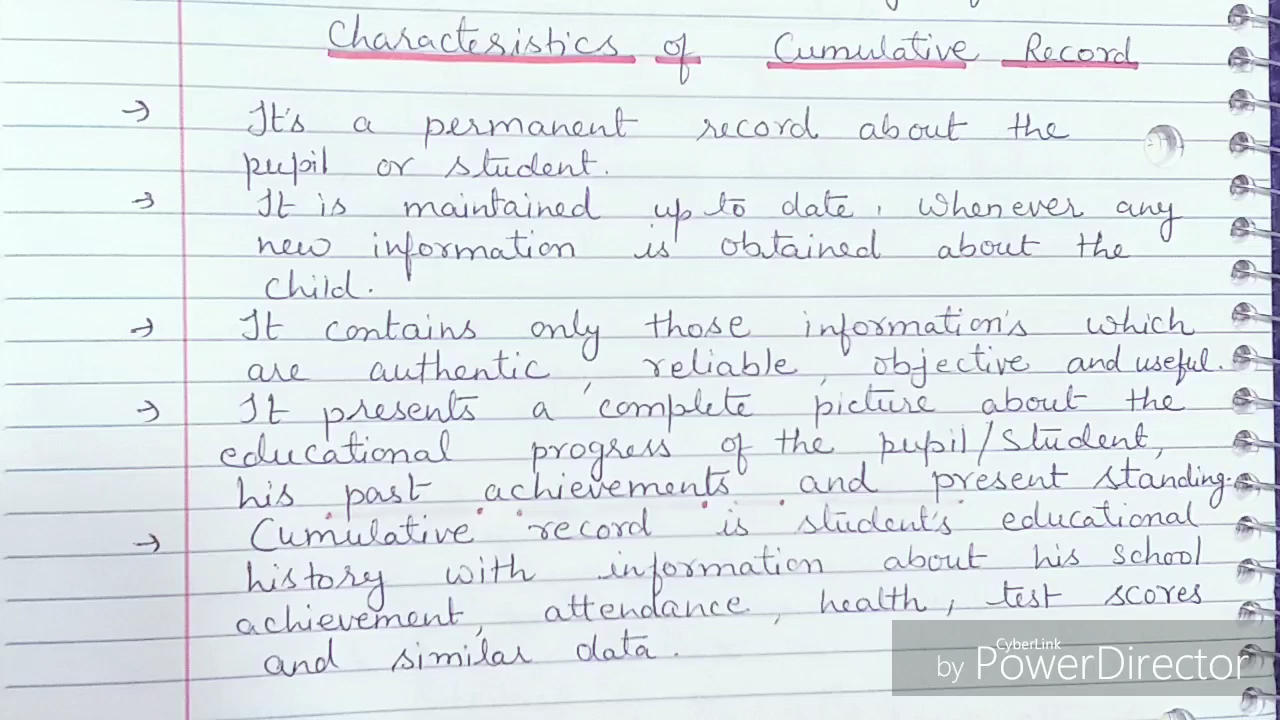 Characteristics of Cumulative Record
→ It's a permanent record about the
pupil or student.
→ It is maintained up to date. Whenever any
new information is obtained about the
child.
→ It contains only those information's which
are authentic, reliable, objective and useful.
→ It presents a complete picture about the
educational progress of the pupil/student,
his past achievements and present standing.
→ Cumulative record is student's educational
history with information about his school
achievement, attendance, health, test scores
and similar data.
CyberLink
by PowerDirector